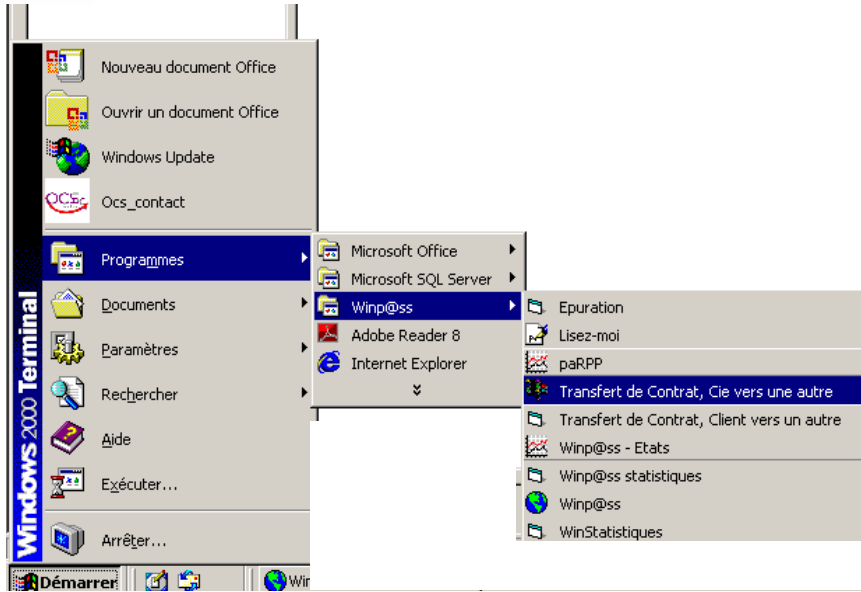 Nouveau document Office
Ouvrir un document Office
Windows Update
OCSc
Ocs_contact
Programmes
Documents
Paramètres
Rechercher
Aide
Exécuter...
Arrêter...
Windows 2000 Terminal
Microsoft Office
Microsoft SQL Server
Winp@ss
Adobe Reader 8
Internet Explorer
Epuration
Lisez-moi
paRPP
Transfert de Contrat, Cie vers une autre
Transfert de Contrat, Client vers un autre
Winp@ss - Etats
Winp@ss statistiques
Winp@ss
WinStatistiques
Démarrer
Wir